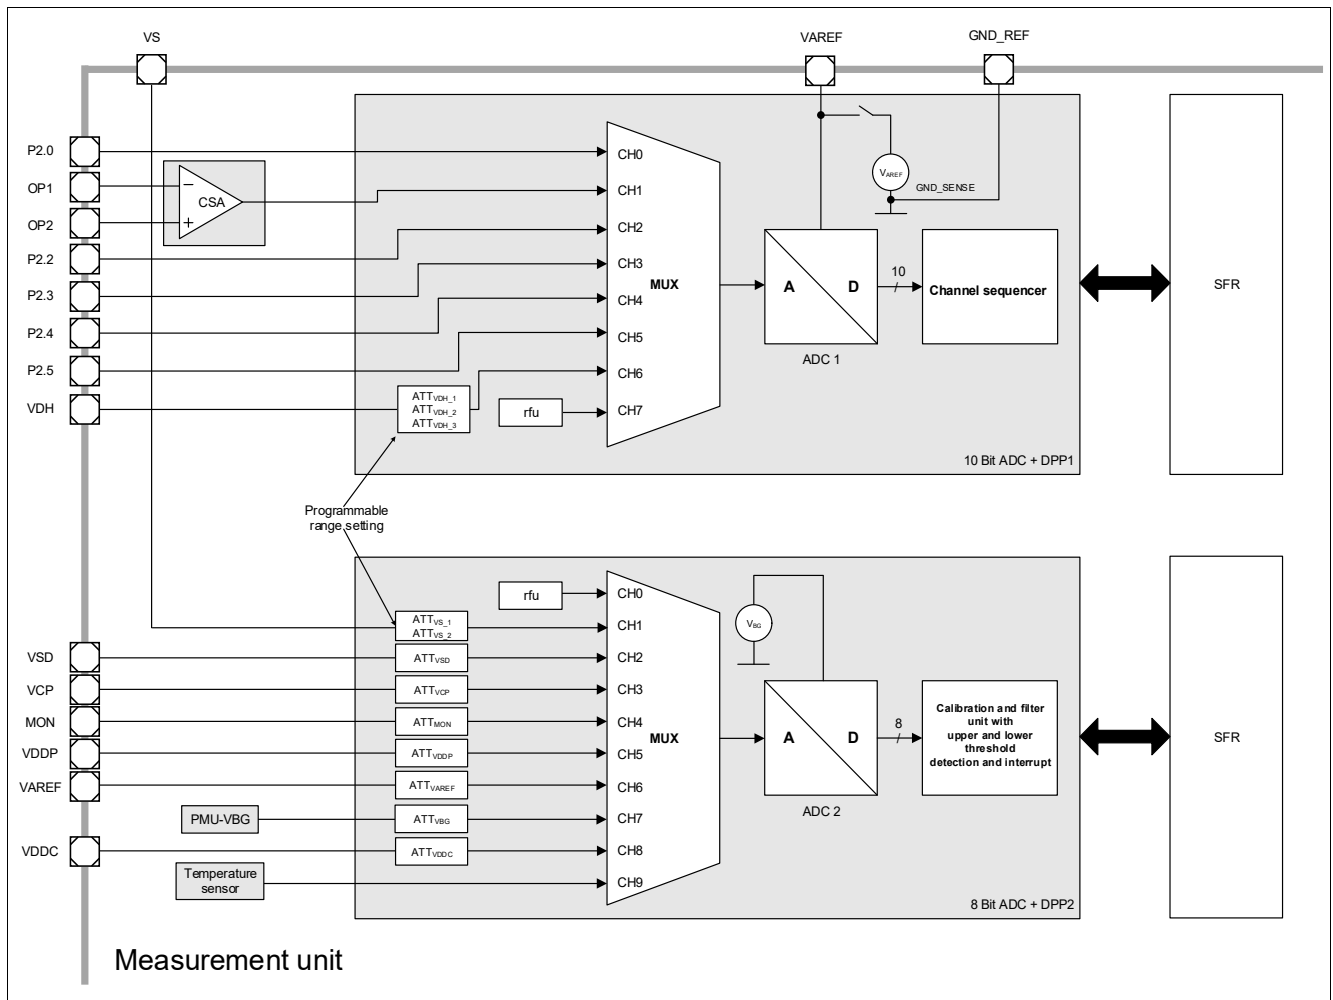 VS
VAREF
GND_REF
P2.0
OP1
OP2
P2.2
P2.3
P2.4
P2.5
VDH
−
CSA
+
ATTVDH_1
ATTVDH_2
ATTVDH_3
rfu
CH0
CH1
CH2
CH3
CH4
CH5
CH6
CH7
MUX
VAREF
GND_SENSE
A
D
ADC 1
10
Channel sequencer
10 Bit ADC + DPP1
SFR
Programmable
range setting
VSD
VCP
MON
VDDP
VAREF
VDDC
PMU-VBG
Temperature
sensor
rfu
ATTVS_1
ATTVS_2
ATTVSD
ATTVCP
ATTMON
ATTVDDP
ATTVAREF
ATTVBG
ATTVDDC
CH0
CH1
CH2
CH3
CH4
CH5
CH6
CH7
CH8
CH9
MUX
VBG
A
D
ADC 2
8
Calibration and filter
unit with
upper and lower
threshold
detection and interrupt
8 Bit ADC + DPP2
SFR
Measurement unit